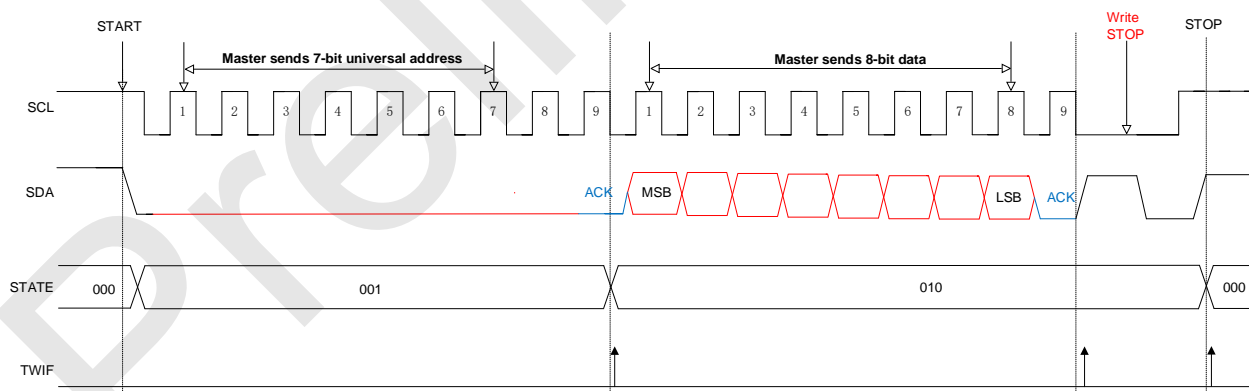 START
Write
STOP
STOP
Master sends 7-bit universal address
Master sends 8-bit data
SCL
1 2 3 4 5 6 7 8 9 1 2 3 4 5 6 7 8 9
SDA
ACK MSB LSB ACK
STATE
000 001 010 000
TWIF